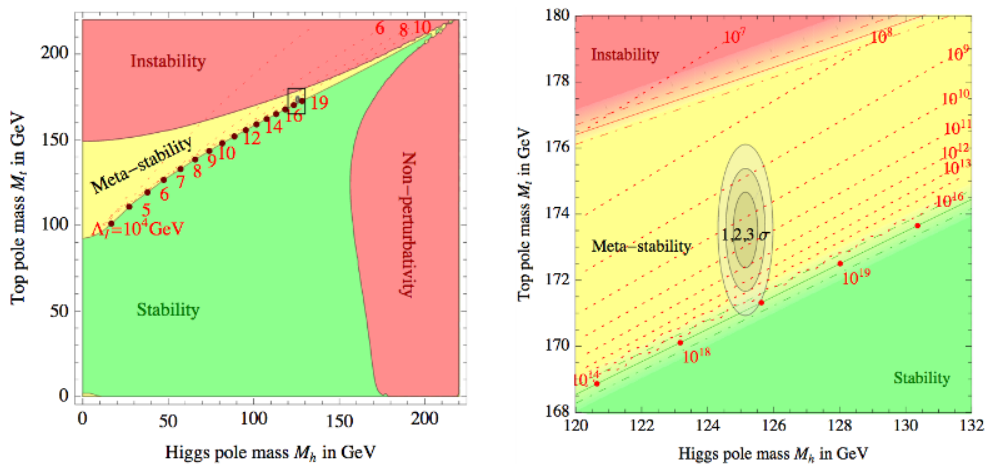 6 8 10
Instability
19
16
14
12
10
9
8
7
6
5
Meta−stability
Λ_I=10^4 GeV
Non−perturbativity
Stability
200
150
100
50
0
0 50 100 150 200
Top pole mass M_t in GeV
Higgs pole mass M_h in GeV
10^7
10^8
10^9
10^10
10^11
10^12
10^13
10^16
Instability
1,2,3 σ
Meta−stability
10^19
10^18
10^14
Stability
180
178
176
174
172
170
168
120 122 124 126 128 130 132
Top pole mass M_t in GeV
Higgs pole mass M_h in GeV